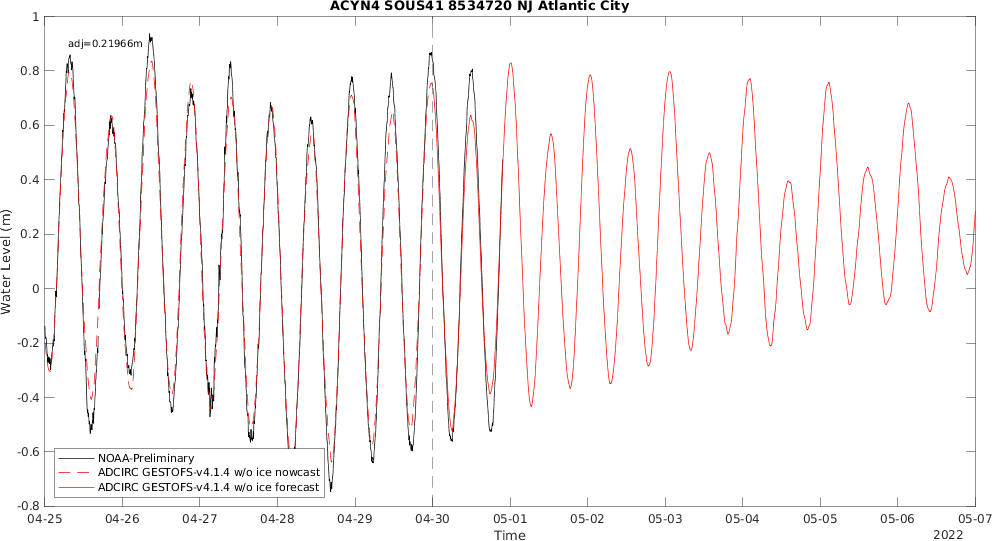 ACYN4 SOUS41 8534720 NJ Atlantic City
adj=0.21966m
1
0.8
0.6
0.4
0.2
0
-0.2
-0.4
-0.6
-0.8
Water Level (m)
NOAA-Preliminary
ADCIRC GESTOFS-v4.1.4 w/o ice nowcast
ADCIRC GESTOFS-v4.1.4 w/o ice forecast
04-25 04-26 04-27 04-28 04-29 04-30 05-01 05-02 05-03 05-04 05-05 05-06 05-07
Time
2022